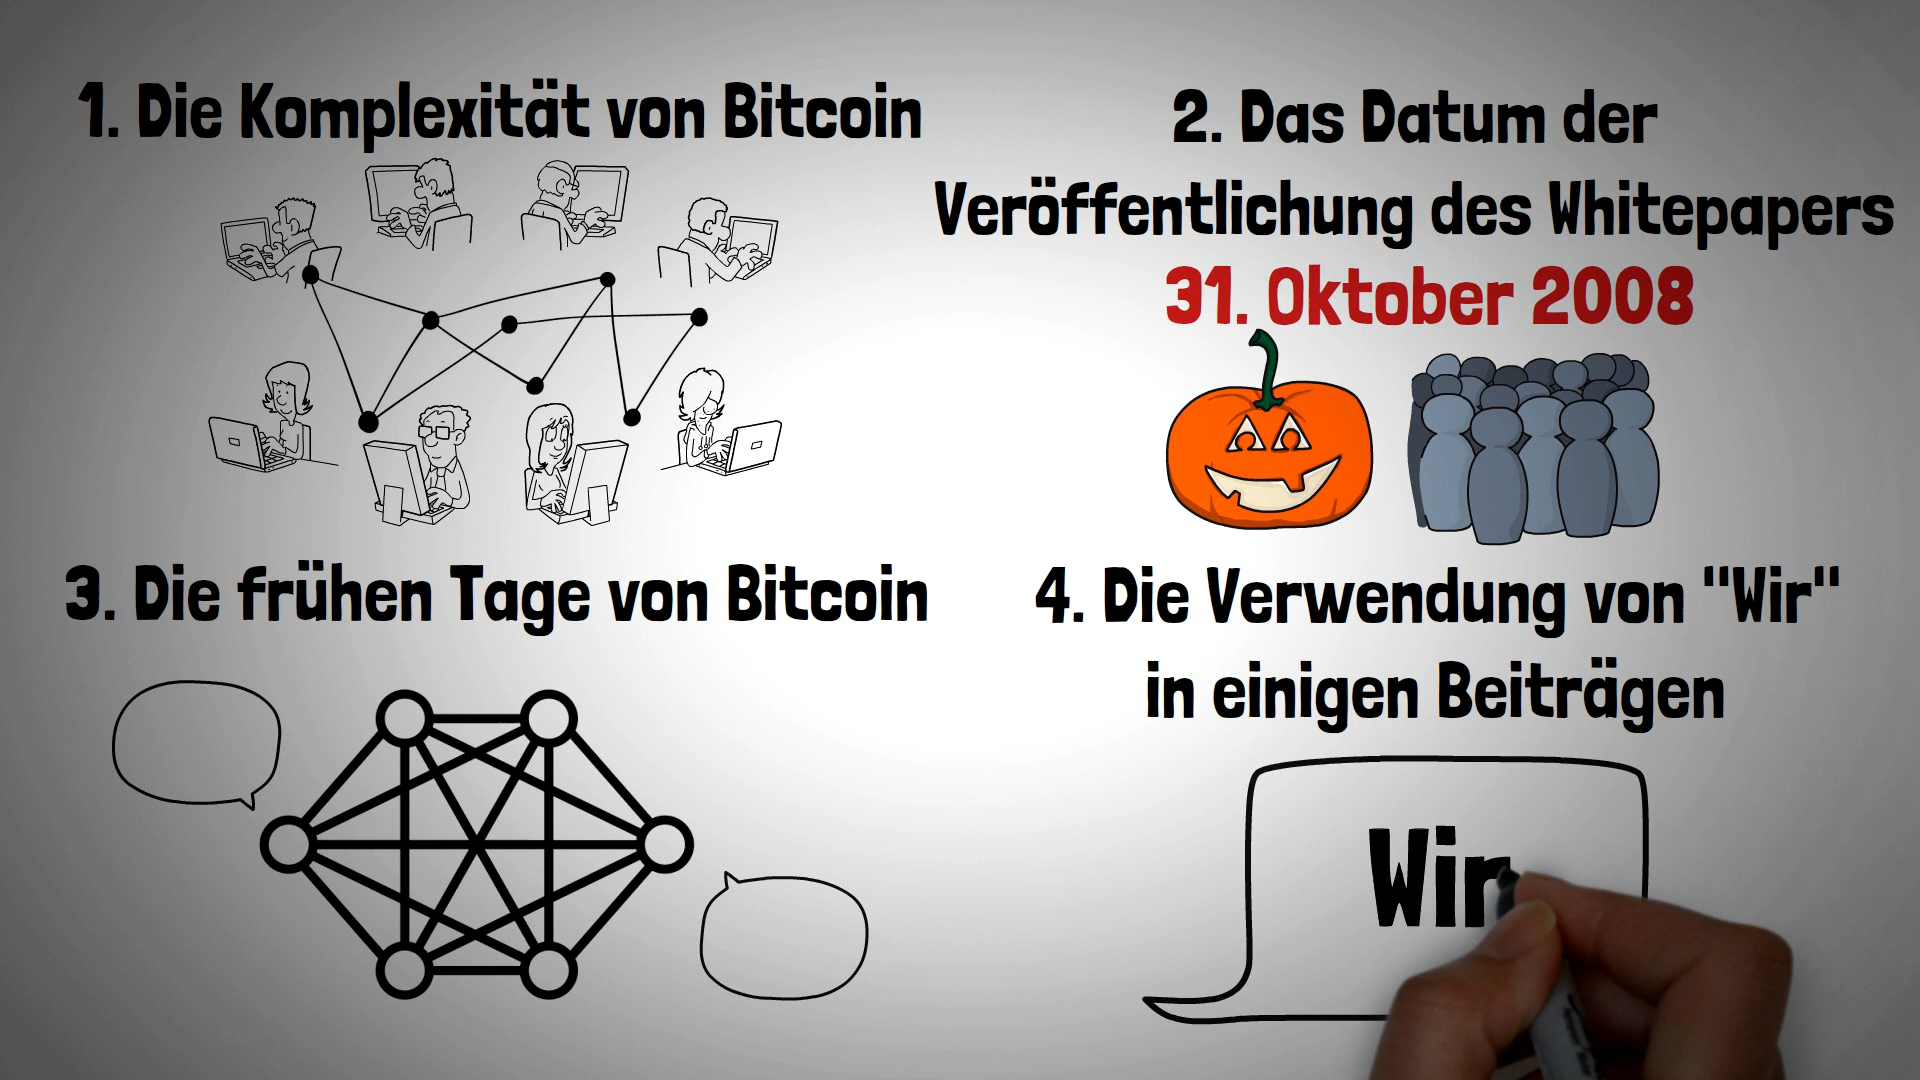 1. Die Komplexität von Bitcoin
2. Das Datum der
Veröffentlichung des Whitepapers
31. Oktober 2008
3. Die frühen Tage von Bitcoin
4. Die Verwendung von "Wir"
in einigen Beiträgen
Wir